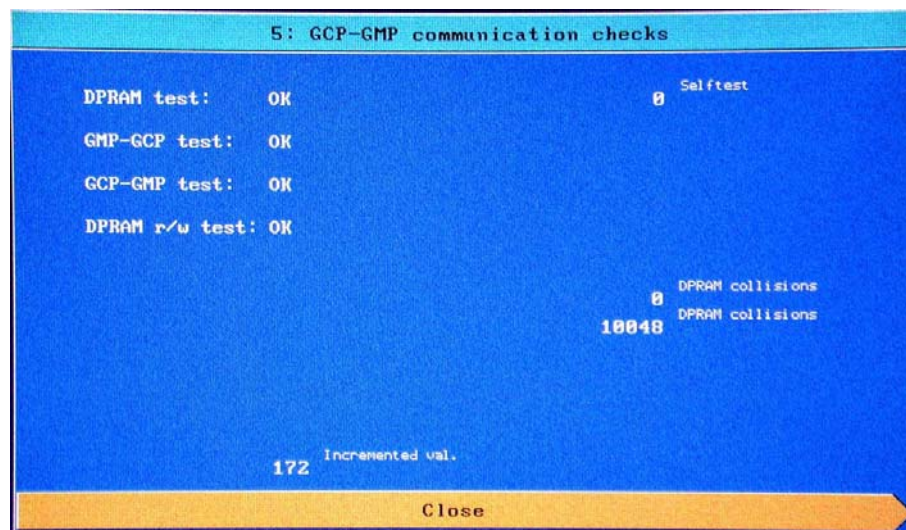 5: GCP-GMP communication checks
DPRAM test: OK
0 Selftest
GMP-GCP test: OK
GCP-GMP test: OK
DPRAM r/w test: OK
0 DPRAM collisions
10048 DPRAM collisions
172 Incremented val.
Close